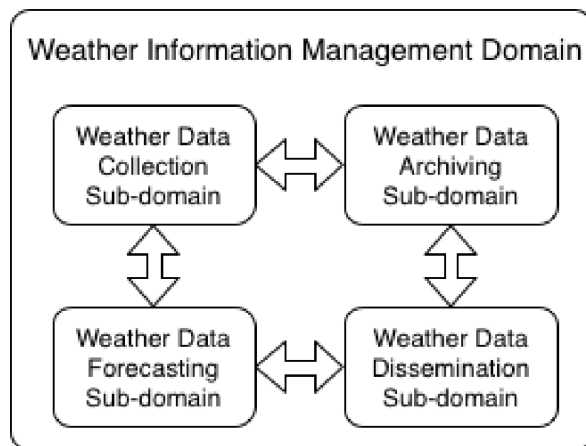 Weather Information Management Domain
Weather Data
Collection
Sub-domain
Weather Data
Archiving
Sub-domain
Weather Data
Forecasting
Sub-domain
Weather Data
Dissemination
Sub-domain